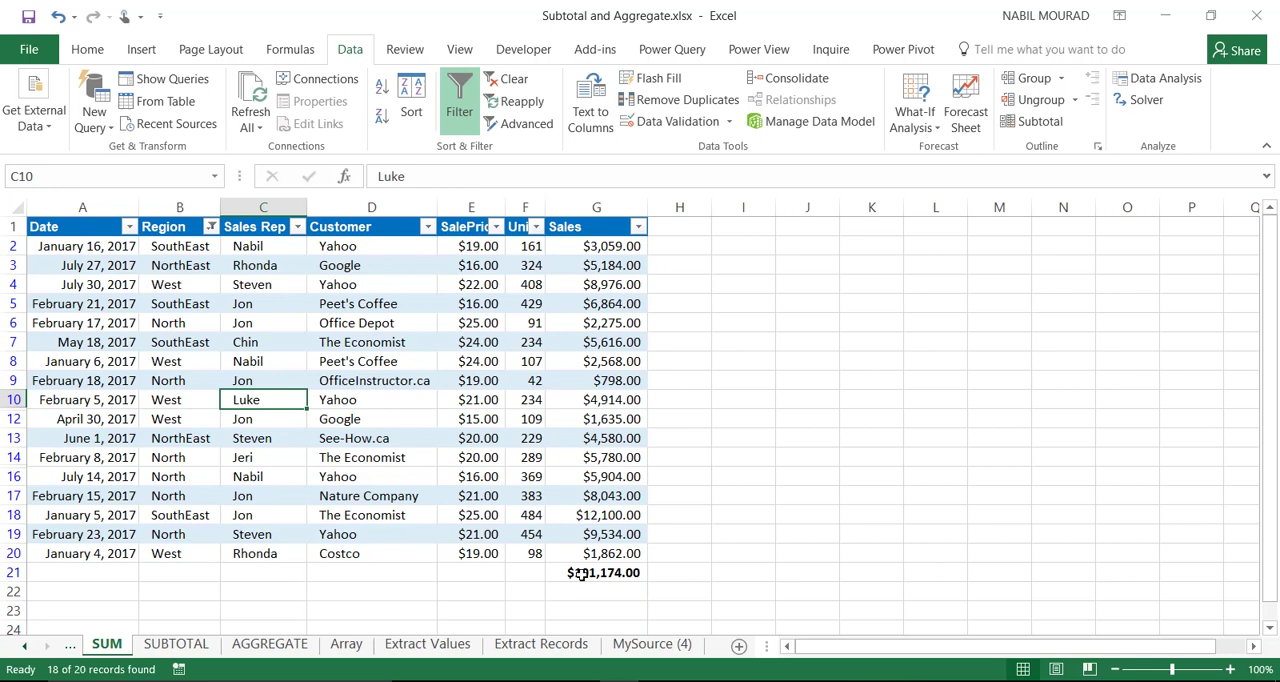 Subtotal and Aggregate.xlsx - Excel
NABIL MOURAD
File Home Insert Page Layout Formulas Data Review View Developer Add-ins Power Query Power View Inquire Power Pivot Tell me what you want to do Share
Get External Data
New Query
Show Queries
From Table
Recent Sources
Get & Transform
Refresh All
Connections
Properties
Edit Links
Connections
Sort
Filter
Clear
Reapply
Advanced
Sort & Filter
Text to Columns
Flash Fill
Remove Duplicates
Data Validation
Consolidate
Relationships
Manage Data Model
Data Tools
What-If Analysis
Forecast Sheet
Forecast
Group
Ungroup
Subtotal
Outline
Data Analysis
Solver
Analyze
C10 fx Luke
A B C D E F G H I J K L M N O P Q
1 Date Region Sales Rep Customer SalePric Uni Sales
2 January 16, 2017 SouthEast Nabil Yahoo $19.00 161 $3,059.00
3 July 27, 2017 NorthEast Rhonda Google $16.00 324 $5,184.00
4 July 30, 2017 West Steven Yahoo $22.00 408 $8,976.00
5 February 21, 2017 SouthEast Jon Peet's Coffee $16.00 429 $6,864.00
6 February 17, 2017 North Jon Office Depot $25.00 91 $2,275.00
7 May 18, 2017 SouthEast Chin The Economist $24.00 234 $5,616.00
8 January 6, 2017 West Nabil Peet's Coffee $24.00 107 $2,568.00
9 February 18, 2017 North Jon OfficeInstructor.ca $19.00 42 $798.00
10 February 5, 2017 West Luke Yahoo $21.00 234 $4,914.00
12 April 30, 2017 West Jon Google $15.00 109 $1,635.00
13 June 1, 2017 NorthEast Steven See-How.ca $20.00 229 $4,580.00
14 February 8, 2017 North Jeri The Economist $20.00 289 $5,780.00
16 July 14, 2017 North Nabil Yahoo $16.00 369 $5,904.00
17 February 15, 2017 North Jon Nature Company $21.00 383 $8,043.00
18 January 5, 2017 SouthEast Jon The Economist $25.00 484 $12,100.00
19 February 23, 2017 North Steven Yahoo $21.00 454 $9,534.00
20 January 4, 2017 West Rhonda Costco $19.00 98 $1,862.00
21
22
23
24
... SUM SUBTOTAL AGGREGATE Array Extract Values Extract Records MySource (4)
Ready 18 of 20 records found 100%